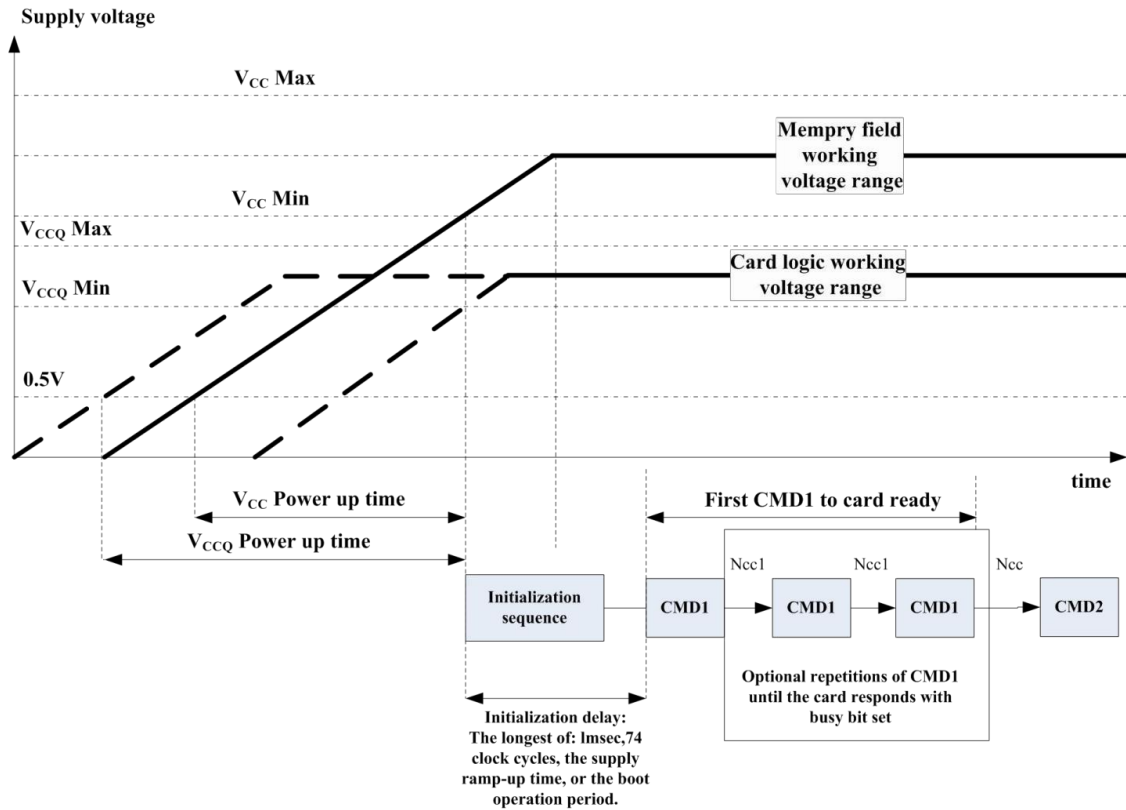 Supply voltage
VCC Max
Mempry field
working
voltage range
VCC Min
VCCQ Max
Card logic working
voltage range
VCCQ Min
0.5V
time
VCC Power up time
First CMD1 to card ready
VCCQ Power up time
Ncc1
Ncc1
Ncc
Initialization
sequence
CMD1
CMD1
CMD1
CMD2
Optional repetitions of CMD1
until the card responds with
busy bit set
Initialization delay:
The longest of: lmsec,74
clock cycles, the supply
ramp-up time, or the boot
operation period.